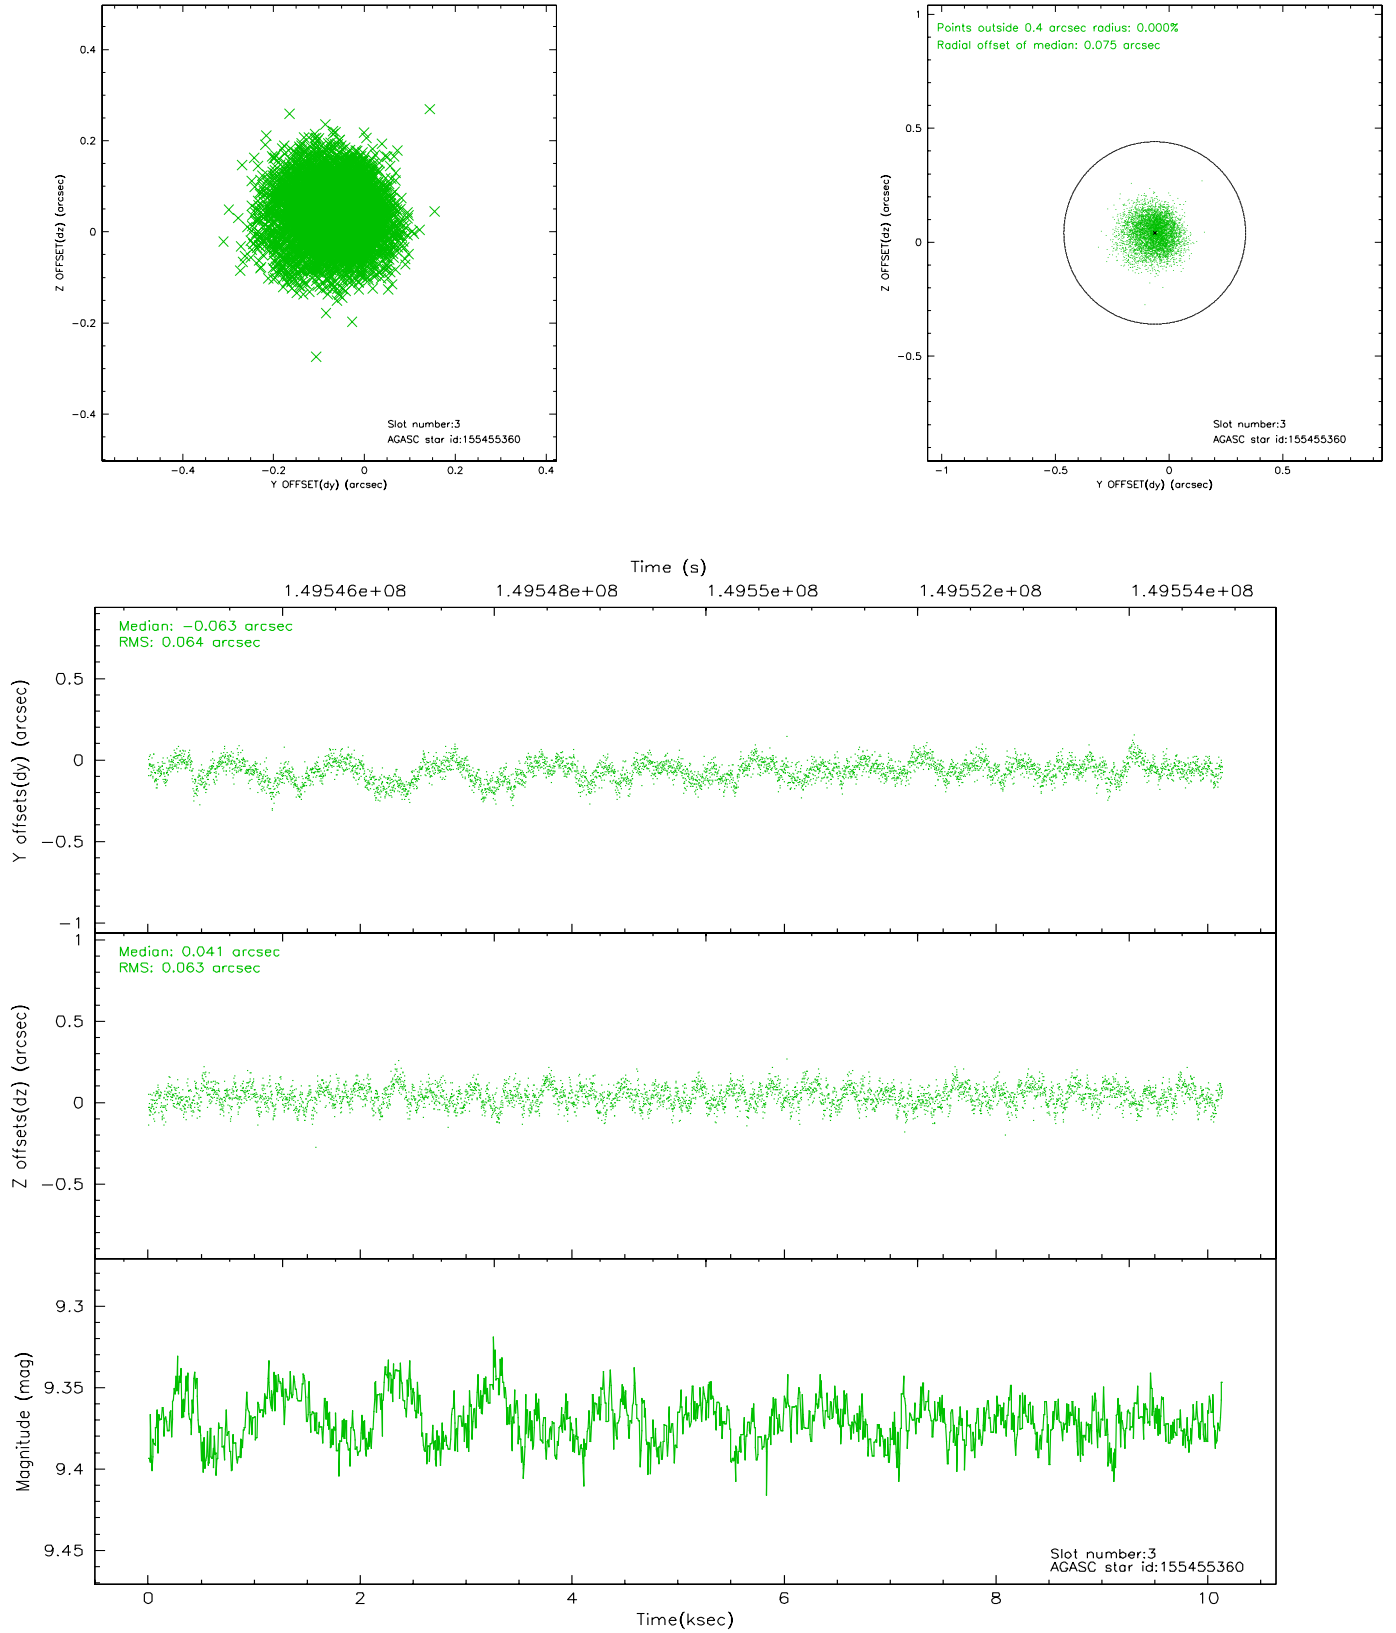 0.4
0.2
0
-0.2
-0.4
Z OFFSET(dz) (arcsec)
Slot number:3
AGASC star id:155455360
-0.4 -0.2 0 0.2 0.4
Y OFFSET(dy) (arcsec)
Points outside 0.4 arcsec radius: 0.000%
Radial offset of median: 0.075 arcsec
1
0.5
0
-0.5
Z OFFSET(dz) (arcsec)
Slot number:3
AGASC star id:155455360
-1 -0.5 0 0.5
Y OFFSET(dy) (arcsec)
Time (s)
1.49546e+08 1.49548e+08 1.4955e+08 1.49552e+08 1.49554e+08
Median: -0.063 arcsec
RMS: 0.064 arcsec
0.5
0
-0.5
-1
Y offsets(dy) (arcsec)
Median: 0.041 arcsec
RMS: 0.063 arcsec
1
0.5
0
-0.5
Z offsets(dz) (arcsec)
9.3
9.35
9.4
9.45
Magnitude (mag)
Slot number:3
AGASC star id:155455360
0 2 4 6 8 10
Time(ksec)